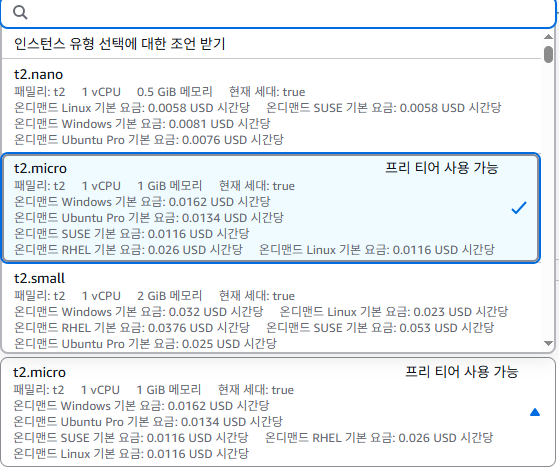 인스턴스 유형 선택에 대한 조언 받기
t2.nano
패밀리: t2 1 vCPU 0.5 GiB 메모리 현재 세대: true
온디맨드 Linux 기본 요금: 0.0058 USD 시간당 온디맨드 SUSE 기본 요금: 0.0058 USD 시간당
온디맨드 Windows 기본 요금: 0.0081 USD 시간당
온디맨드 Ubuntu Pro 기본 요금: 0.0076 USD 시간당
t2.micro 프리 티어 사용 가능
패밀리: t2 1 vCPU 1 GiB 메모리 현재 세대: true
온디맨드 Windows 기본 요금: 0.0162 USD 시간당
온디맨드 Ubuntu Pro 기본 요금: 0.0134 USD 시간당
온디맨드 SUSE 기본 요금: 0.0116 USD 시간당
온디맨드 RHEL 기본 요금: 0.026 USD 시간당 온디맨드 Linux 기본 요금: 0.0116 USD 시간당
t2.small
패밀리: t2 1 vCPU 2 GiB 메모리 현재 세대: true
온디맨드 Windows 기본 요금: 0.032 USD 시간당 온디맨드 Linux 기본 요금: 0.023 USD 시간당
온디맨드 RHEL 기본 요금: 0.0376 USD 시간당 온디맨드 SUSE 기본 요금: 0.053 USD 시간당
온디맨드 Ubuntu Pro 기본 요금: 0.025 USD 시간당
t2.micro 프리 티어 사용 가능
패밀리: t2 1 vCPU 1 GiB 메모리 현재 세대: true
온디맨드 Windows 기본 요금: 0.0162 USD 시간당
온디맨드 Ubuntu Pro 기본 요금: 0.0134 USD 시간당
온디맨드 SUSE 기본 요금: 0.0116 USD 시간당 온디맨드 RHEL 기본 요금: 0.026 USD 시간당
온디맨드 Linux 기본 요금: 0.0116 USD 시간당